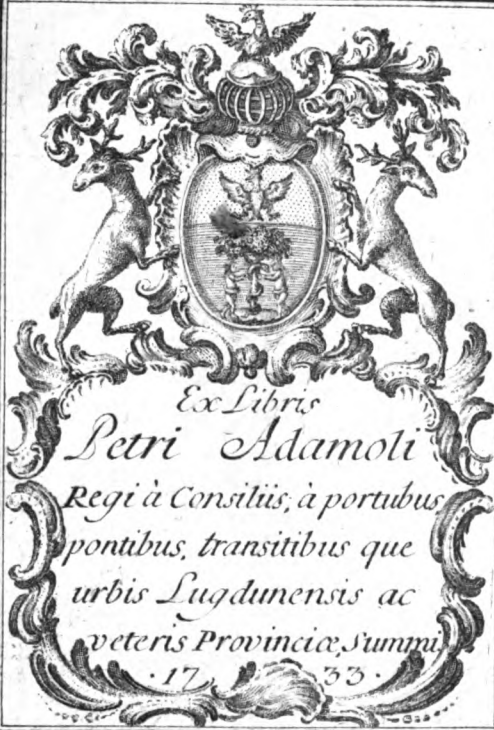 Ex Libris
Petri Adamoli
Regi à Consiliis, à portubus
pontibus, transitibus que
urbis Lugdunensis ac
veteris Provinciæ, Summi,
·17 33·